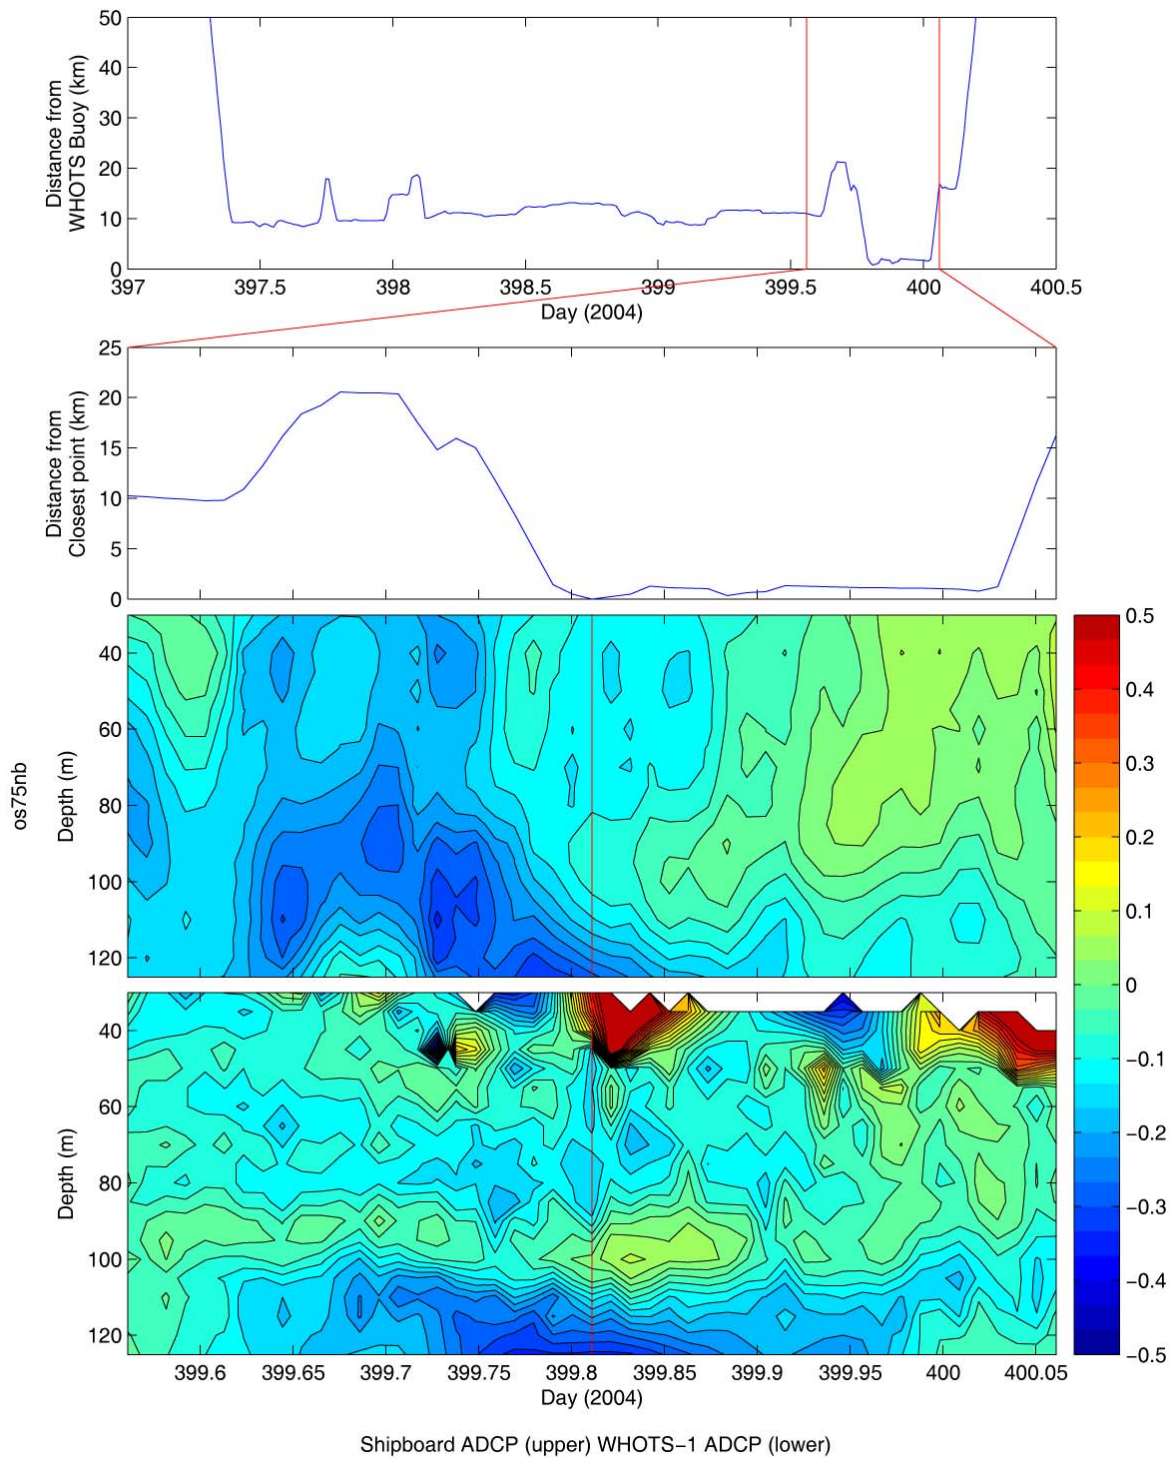 50
40
30
20
10
0
Distance from
WHOTS Buoy (km)
397 397.5 398 398.5 399 399.5 400 400.5
Day (2004)
25
20
15
10
5
0
Distance from
Closest point (km)
os75nb
40
60
80
100
120
Depth (m)
40
60
80
100
120
Depth (m)
0.5
0.4
0.3
0.2
0.1
0
−0.1
−0.2
−0.3
−0.4
−0.5
399.6 399.65 399.7 399.75 399.8 399.85 399.9 399.95 400 400.05
Day (2004)
Shipboard ADCP (upper) WHOTS−1 ADCP (lower)